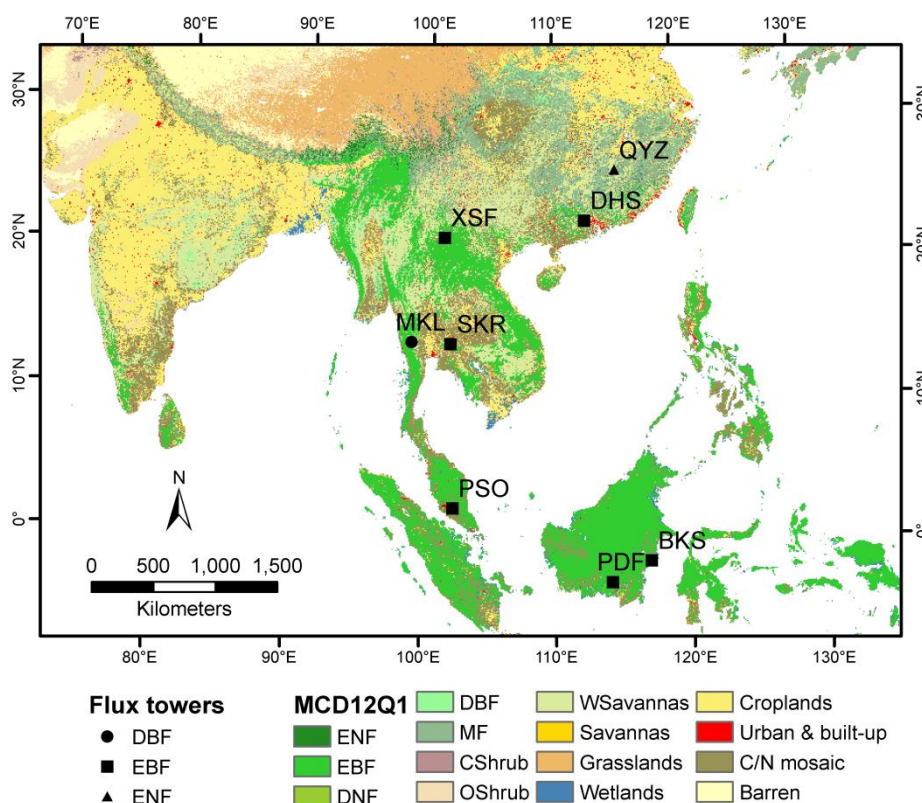 70°E 80°E 90°E 100°E 110°E 120°E 130°E
30°N 30°N
QYZ
DHS
XSF
20°N 20°N
MKL SKR
10°N 10°N
N
PSO
0° 0°
BKS
PDF
0 500 1,000 1,500
Kilometers
80°E 90°E 100°E 110°E 120°E 130°E
Flux towers MCD12Q1 DBF WSavannas Croplands
DBF ENF MF Savannas Urban & built-up
EBF EBF CShrub Grasslands C/N mosaic
ENF DNF OShrub Wetlands Barren